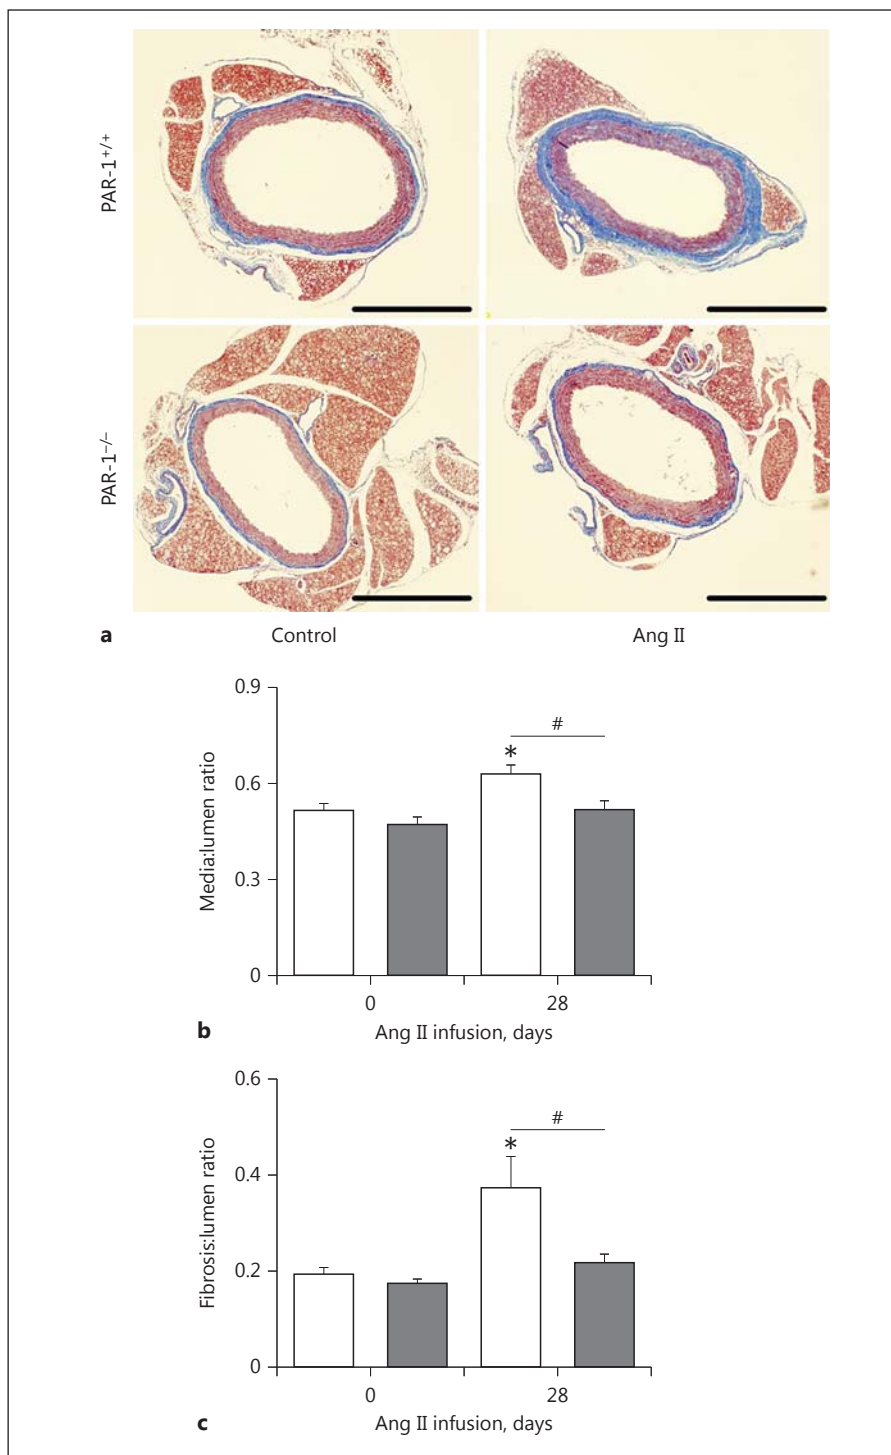 PAR-1+/+
PAR-1−/−
a
Control
Ang II
0.9
#
*
0.6
Media:lumen ratio
0.3
0
0
28
b
Ang II infusion, days
0.6
#
*
0.4
Fibrosis:lumen ratio
0.2
0
0
28
c
Ang II infusion, days